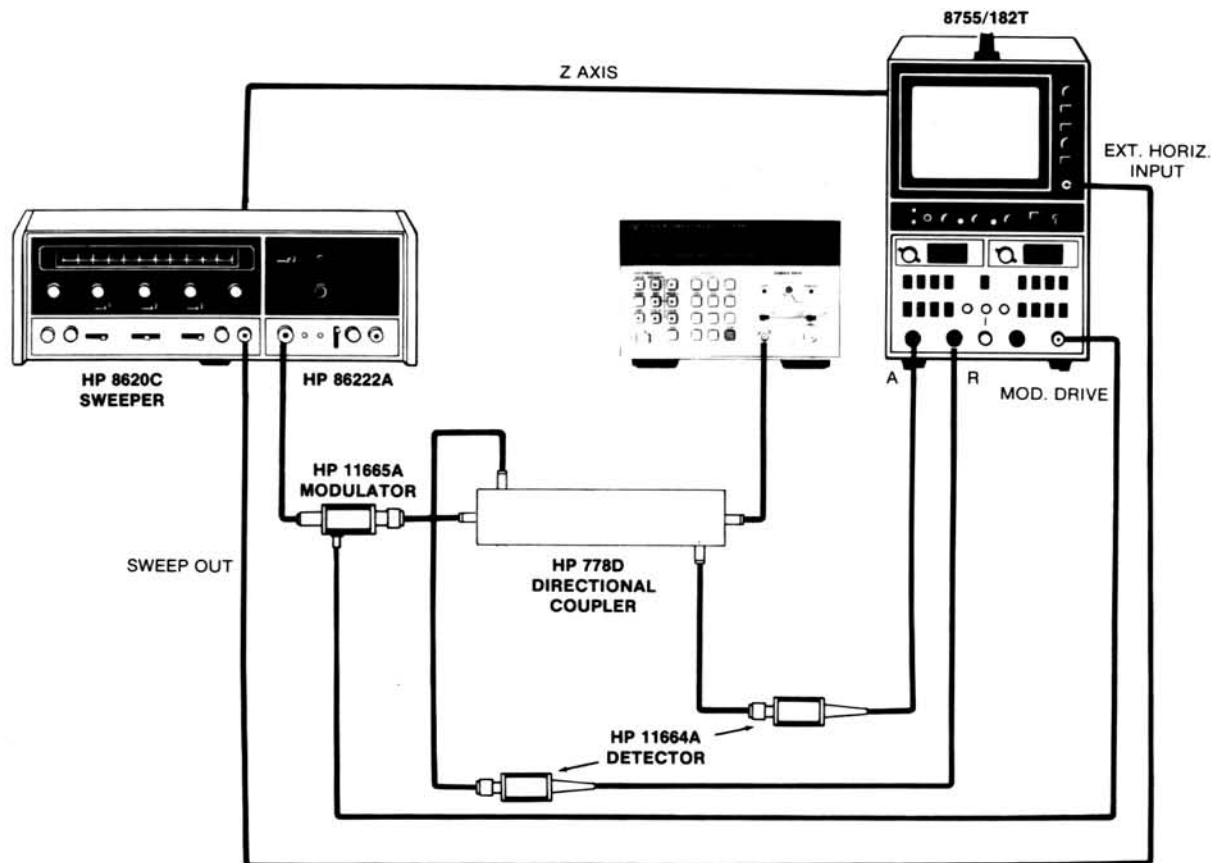 8755/182T
Z AXIS
EXT. HORIZ.
INPUT
HP 8620C
SWEEPER
HP 86222A
A
R
MOD. DRIVE
HP 11665A
MODULATOR
SWEEP OUT
HP 778D
DIRECTIONAL
COUPLER
HP 11664A
DETECTOR